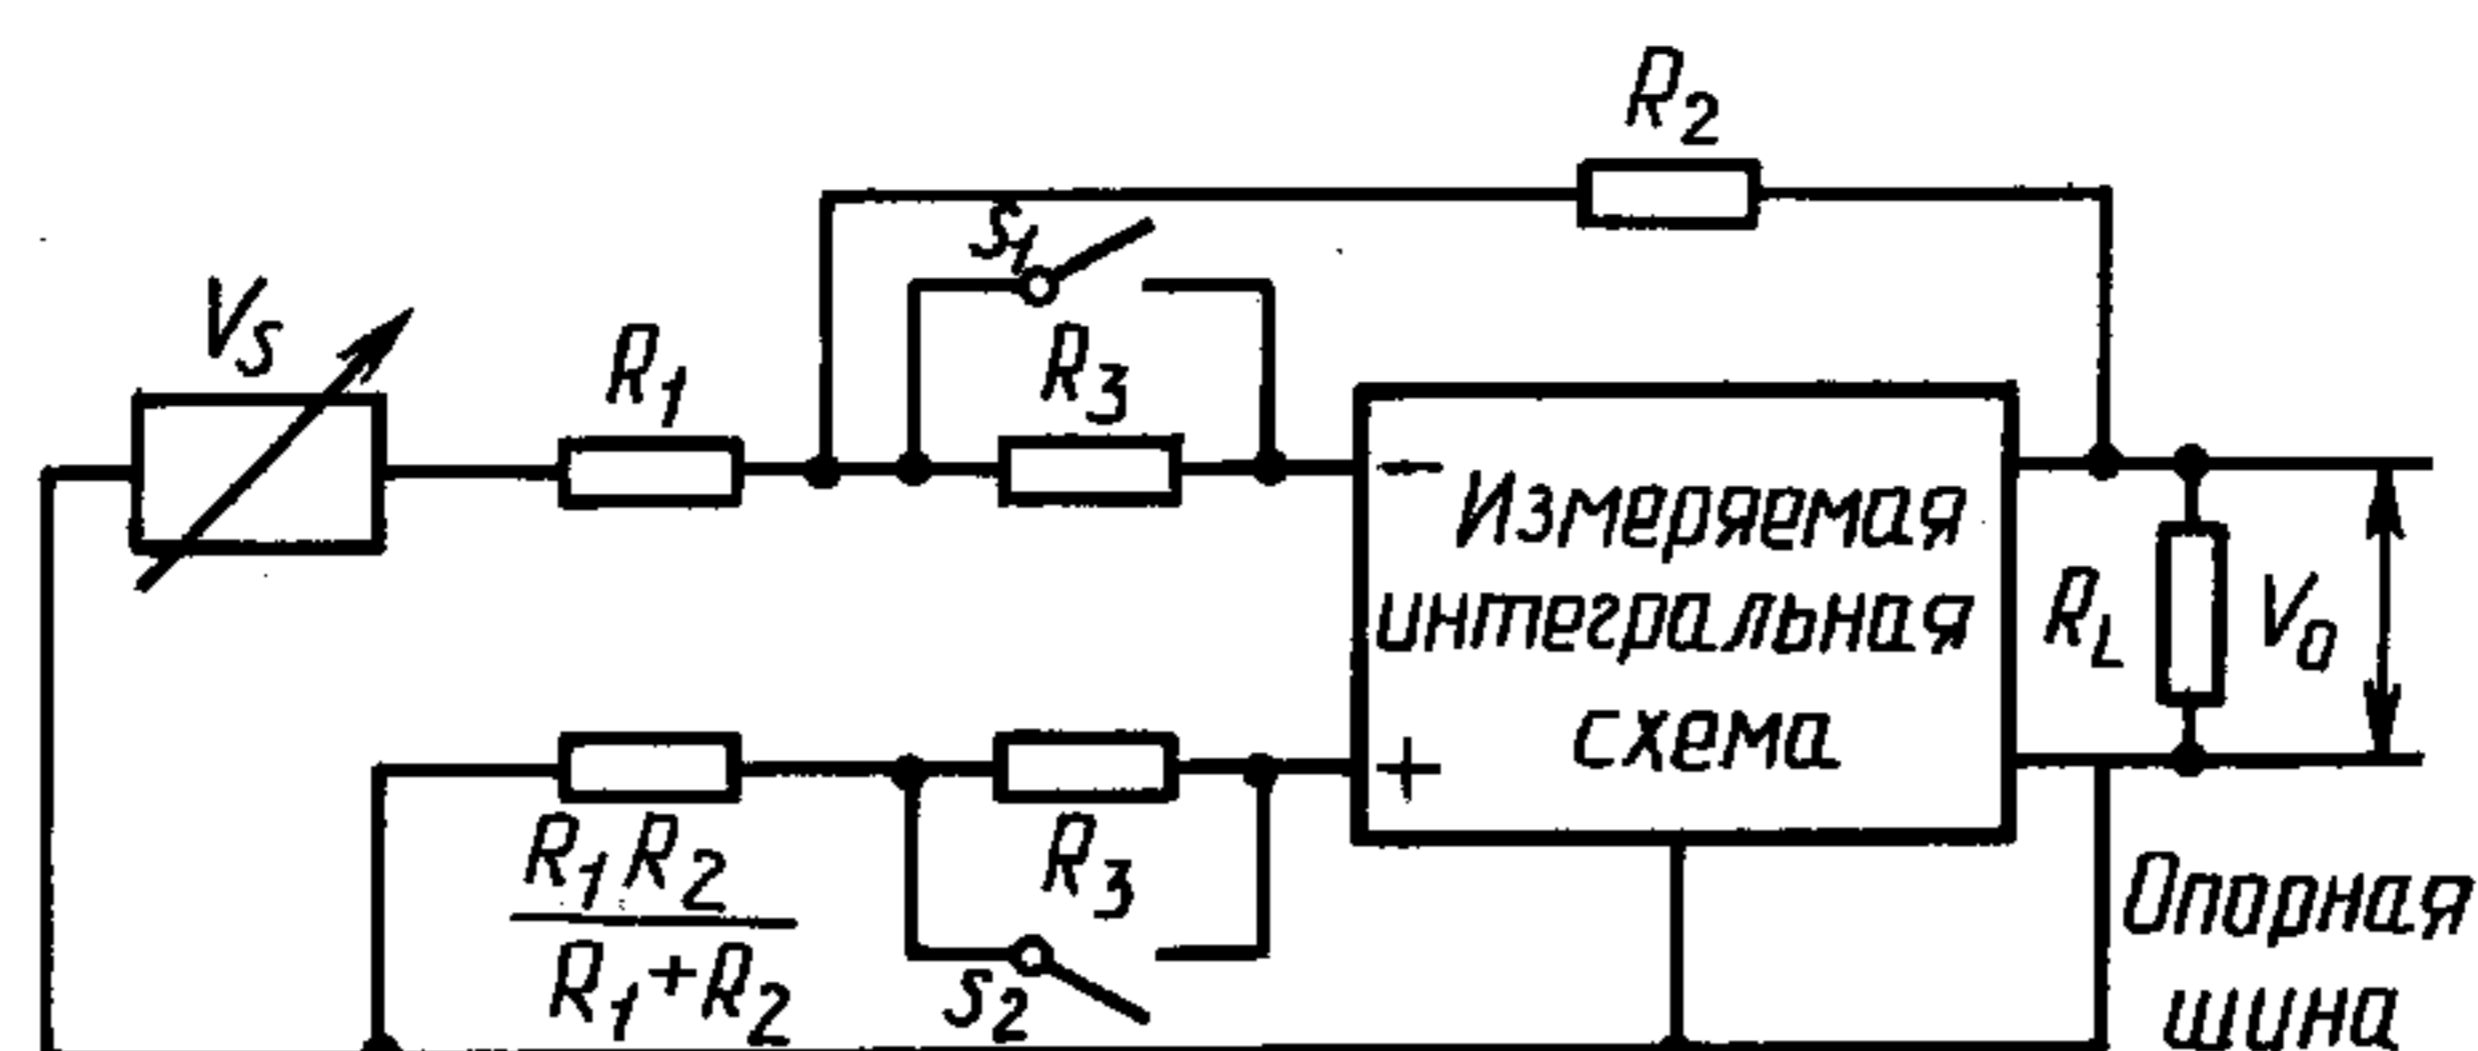 R2
S1
VS
R1
R3
−
Измеряемая
интегральная
схема
+
RL
V0
R1R2
R1+R2
R3
S2
Опорная
шина